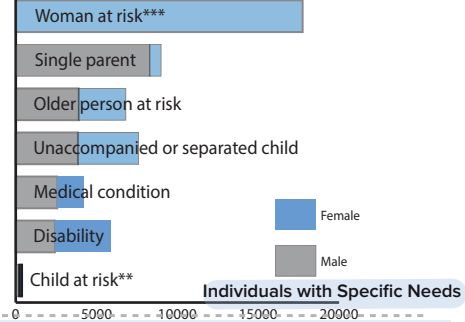 Woman at risk***
Single parent
Older person at risk
Unaccompanied or separated child
Medical condition
Disability
Child at risk**
Female
Male
Individuals with Specific Needs
0 5000 10000 15000 20000